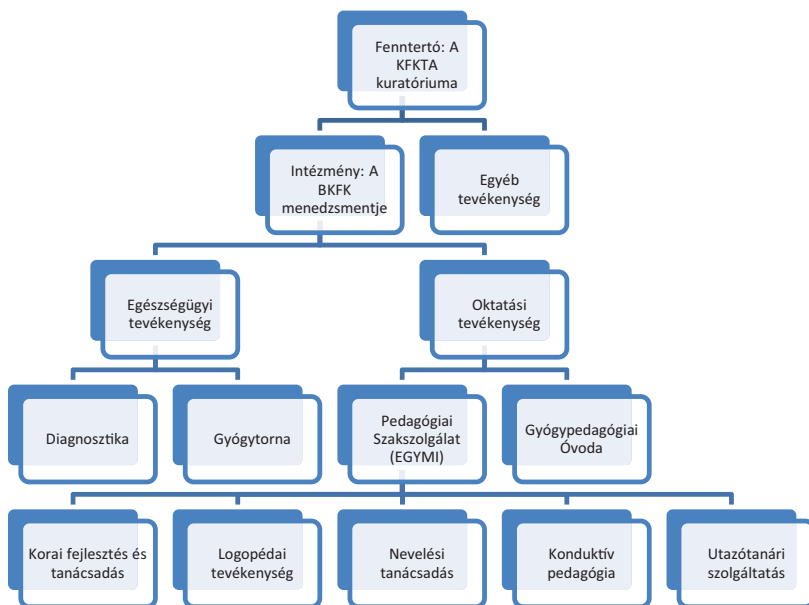 Fenntertó: A
KFKTA
kuratóriuma
Intézmény: A
BKFK
menedzsmentje
Egyéb
tevékenység
Egészségügyi
tevékenység
Oktatási
tevékenység
Diagnosztika
Gyógytorna
Pedagógiai
Szakszolgálat
(EGYMI)
Gyógypedagógiai
Óvoda
Korai fejlesztés és
tanácsadás
Logopédai
tevékenység
Nevelési
tanácsadás
Konduktív
pedagógia
Utazótanári
szolgáltatás